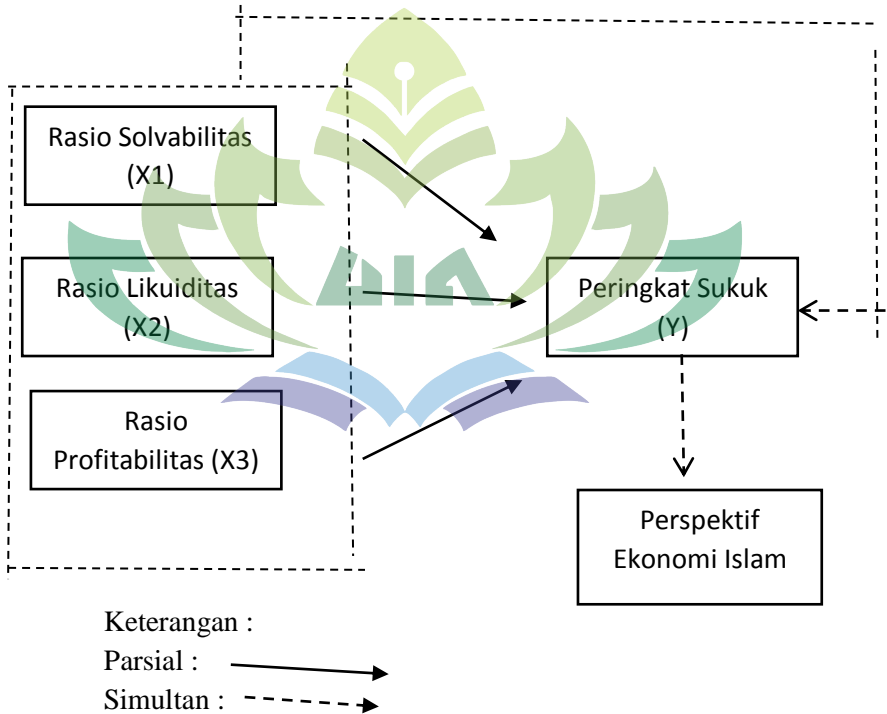 Rasio Solvabilitas
(X1)
Rasio Likuiditas
(X2)
Rasio
Profitabilitas (X3)
Peringkat Sukuk
(Y)
Perspektif
Ekonomi Islam
Keterangan :
Parsial :
Simultan :